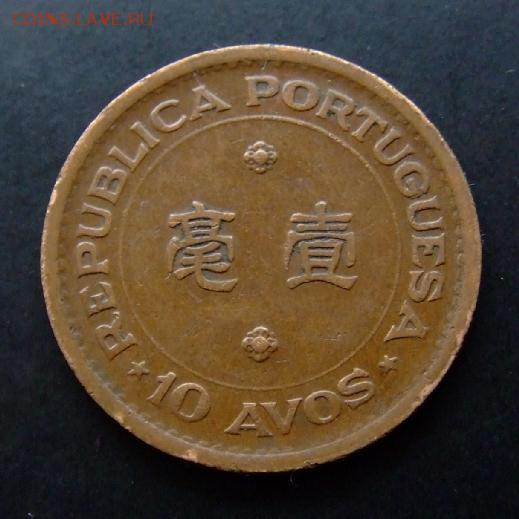 COINS.LAVE.RU
REPUBLICA PORTUGUESA
毫 壹
* 10 AVOS *